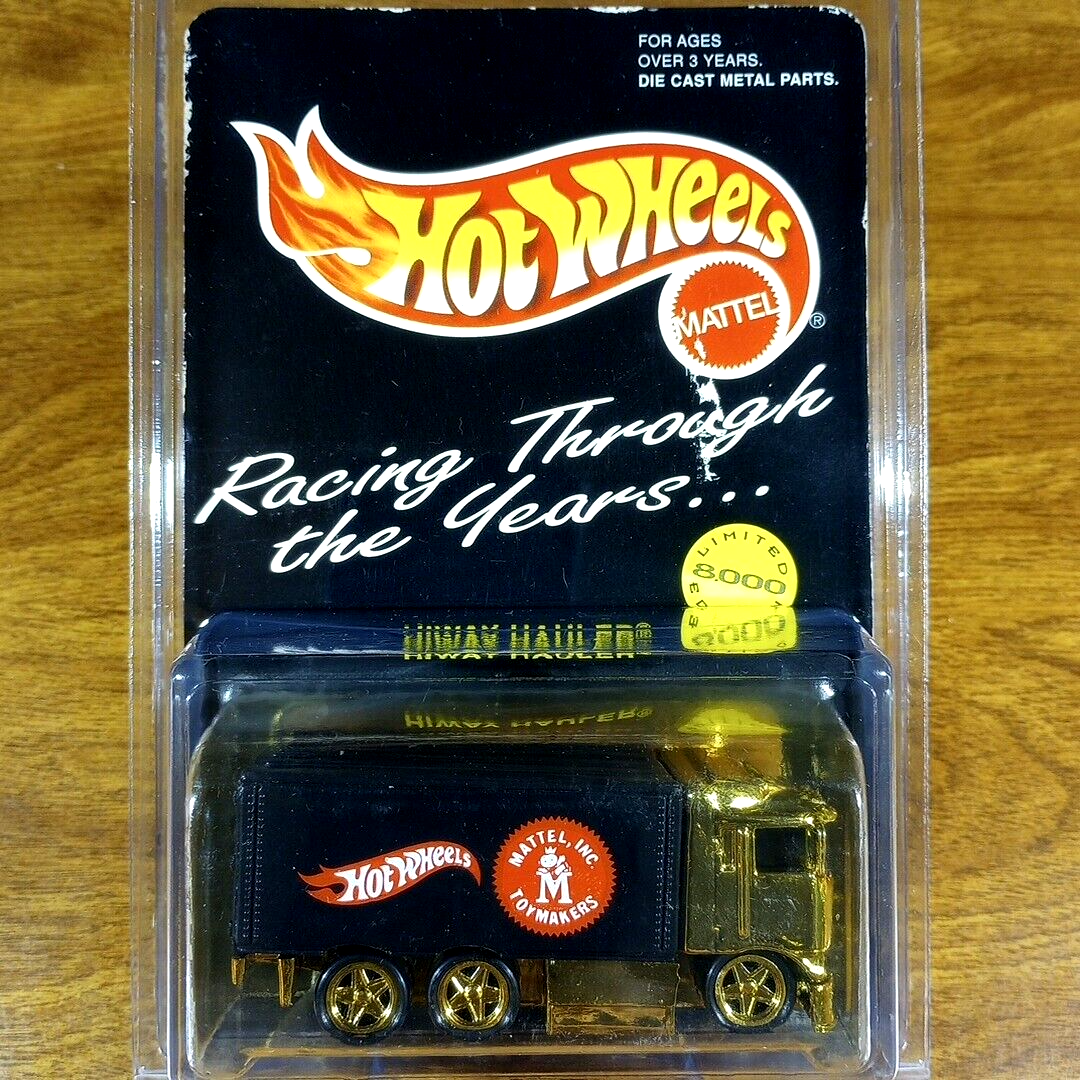 FOR AGES
OVER 3 YEARS.
DIE CAST METAL PARTS.
HOT WHEELS
MATTEL
®
Racing Through
the Years...
LIMITED
8,000
HIWAY HAULER®
HOT WHEELS
MATTEL, INC.
M
TOYMAKERS